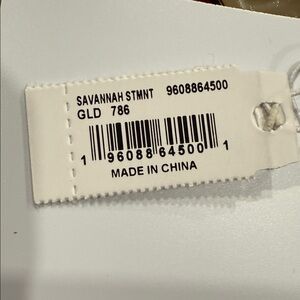 SAVANNAH STMNT 9608864500
GLD 786
1 96088 64500 1
MADE IN CHINA